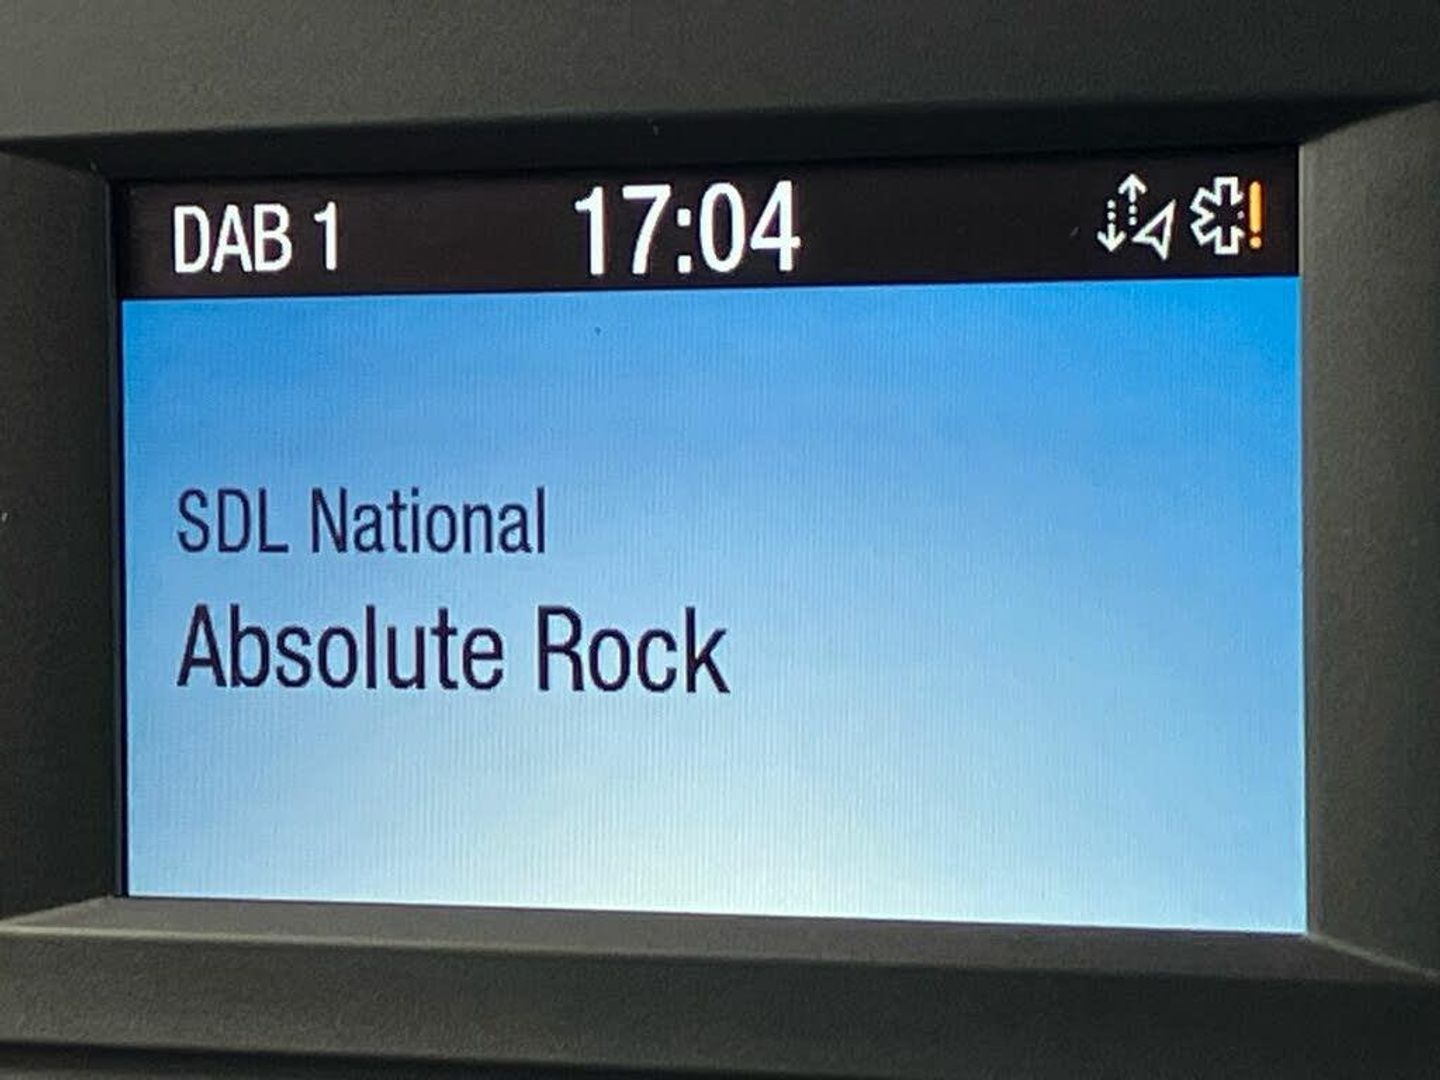 DAB 1 17:04
SDL National
Absolute Rock